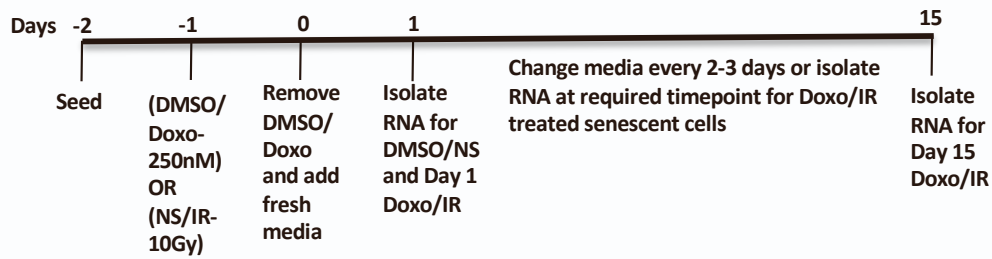 Days -2 -1 0 1 15
Seed
(DMSO/
Doxo-
250nM)
OR
(NS/IR-
10Gy)
Remove
DMSO/
Doxo
and add
fresh
media
Isolate
RNA for
DMSO/NS
and Day 1
Doxo/IR
Change media every 2-3 days or isolate
RNA at required timepoint for Doxo/IR
treated senescent cells
Isolate
RNA for
Day 15
Doxo/IR